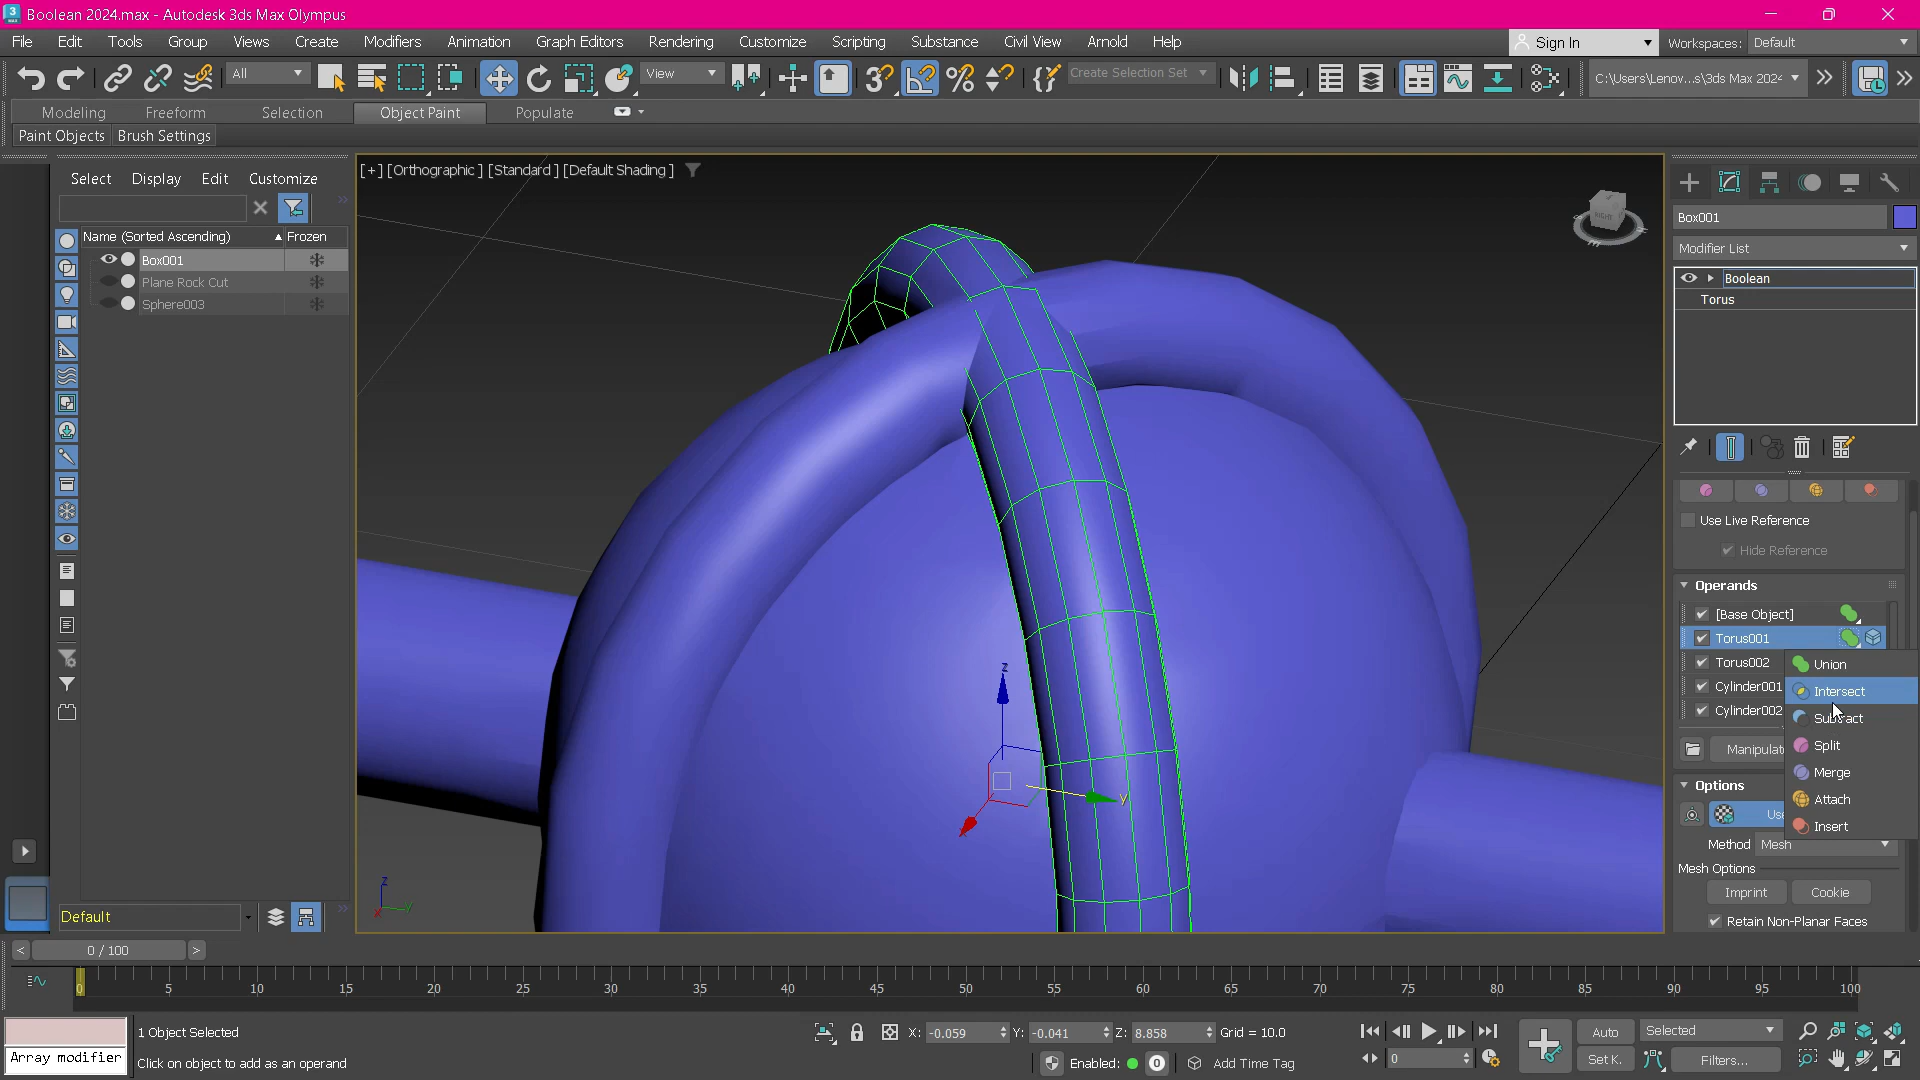 Boolean 2024.max - Autodesk 3ds Max Olympus
File Edit Tools Group Views Create Modifiers Animation Graph Editors Rendering Customize Scripting Substance Civil View Arnold Help
Sign In Workspaces: Default
All View Create Selection Set C:\Users\Lenov...s\3ds Max 2024
Modeling Freeform Selection Object Paint Populate
Paint Objects Brush Settings
Select Display Edit Customize
[+] [Orthographic ] [Standard ] [Default Shading ]
Name (Sorted Ascending) Frozen
Box001
Plane Rock Cut
Sphere003
RIGHT
Box001
Modifier List
Boolean
Torus
Use Live Reference
Hide Reference
Operands
[Base Object]
Torus001
Torus002
Cylinder001
Cylinder002
Union
Intersect
Subtract
Split
Merge
Attach
Insert
Manipulat
Options
Use
Method Mesh
Mesh Options
Imprint Cookie
Retain Non-Planar Faces
z
y
z
x y
Default
< 0 / 100 >
0 5 10 15 20 25 30 35 40 45 50 55 60 65 70 75 80 85 90 95 100
1 Object Selected X: -0.059 Y: -0.041 Z: 8.858 Grid = 10.0 Auto Selected
Array modifier Click on object to add as an operand Enabled: 0 Add Time Tag 0 Set K. Filters...